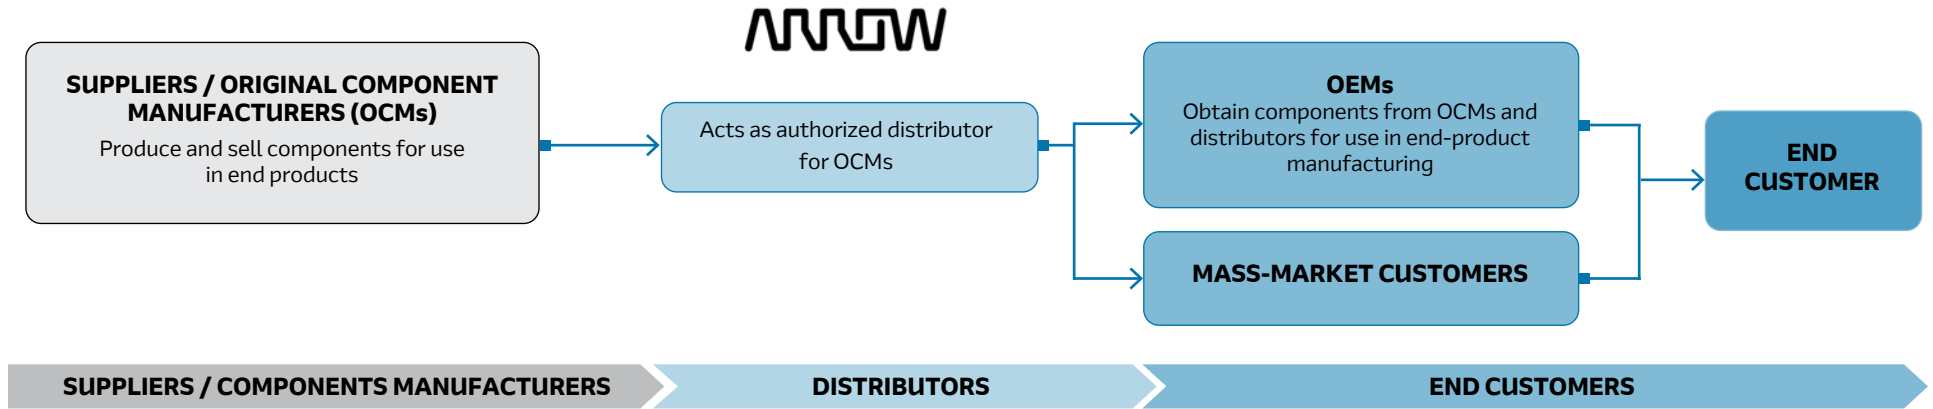 ARROW
SUPPLIERS / ORIGINAL COMPONENT
MANUFACTURERS (OCMs)
Produce and sell components for use
in end products
Acts as authorized distributor
for OCMs
OEMs
Obtain components from OCMs and
distributors for use in end-product
manufacturing
MASS-MARKET CUSTOMERS
END
CUSTOMER
SUPPLIERS / COMPONENTS MANUFACTURERS
DISTRIBUTORS
END CUSTOMERS